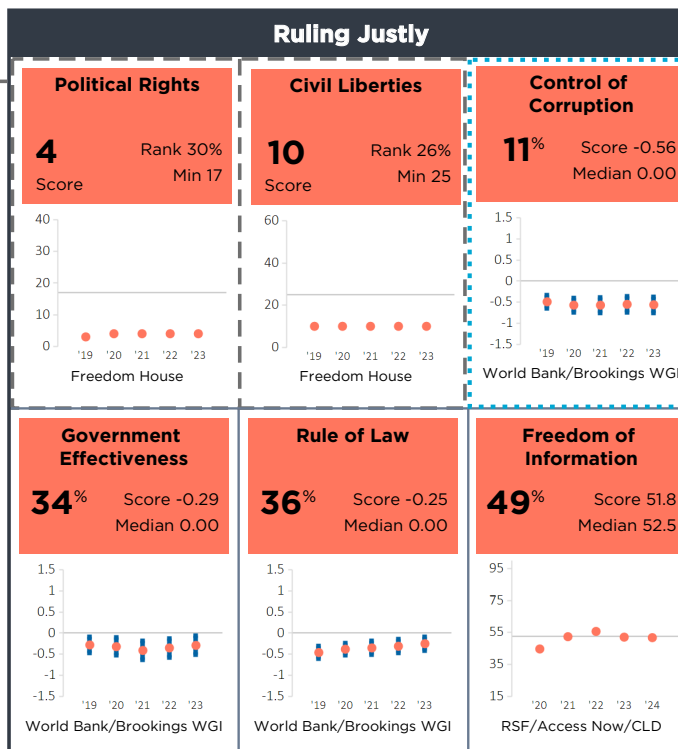 Ruling Justly
Political Rights
4
Score
Rank 30%
Min 17
40
30
20
10
0
'19 '20 '21 '22 '23
Freedom House
Civil Liberties
10
Score
Rank 26%
Min 25
60
40
20
0
'19 '20 '21 '22 '23
Freedom House
Control of
Corruption
11%
Score -0.56
Median 0.00
1.5
1
0.5
0
-0.5
-1
-1.5
'19 '20 '21 '22 '23
World Bank/Brookings WGI
Government
Effectiveness
34%
Score -0.29
Median 0.00
1.5
1
0.5
0
-0.5
-1
-1.5
'19 '20 '21 '22 '23
World Bank/Brookings WGI
Rule of Law
36%
Score -0.25
Median 0.00
1.5
1
0.5
0
-0.5
-1
-1.5
'19 '20 '21 '22 '23
World Bank/Brookings WGI
Freedom of
Information
49%
Score 51.8
Median 52.5
95
75
55
35
15
'20 '21 '22 '23 '24
RSF/Access Now/CLD